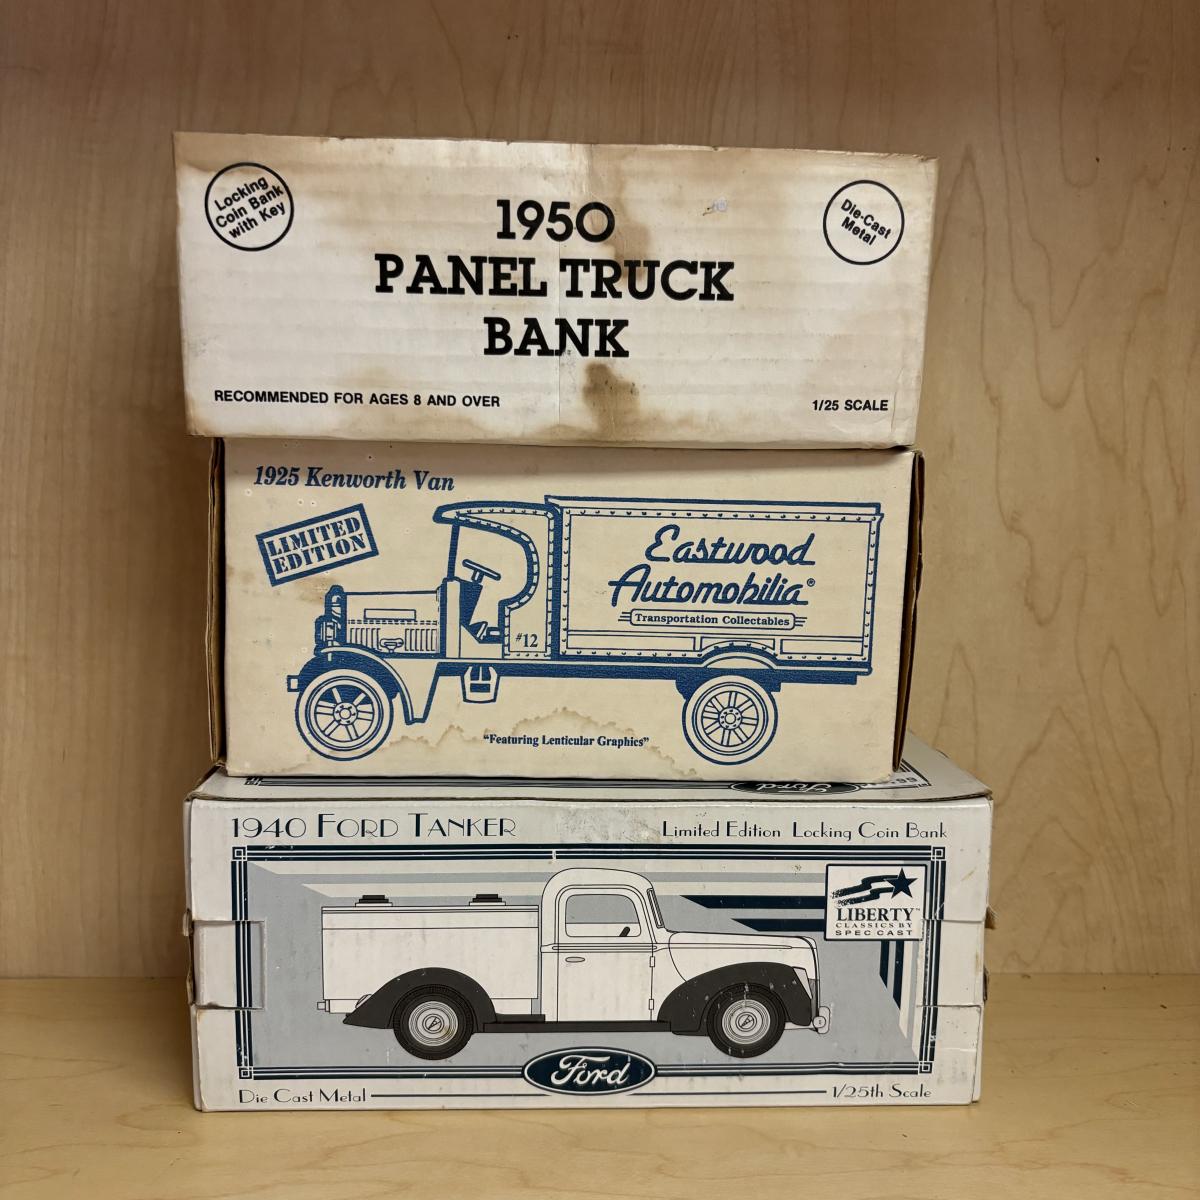 Locking
Coin Bank
with Key
1950
PANEL TRUCK
BANK
Die-Cast
Metal
RECOMMENDED FOR AGES 8 AND OVER
1/25 SCALE
1925 Kenworth Van
LIMITED
EDITION
Eastwood
Automobilia®
Transportation Collectables
#12
"Featuring Lenticular Graphics"
Ford
1940 FORD TANKER
Limited Edition Locking Coin Bank
LIBERTY™
CLASSICS BY
SPEC CAST
Ford
Die Cast Metal
1/25th Scale